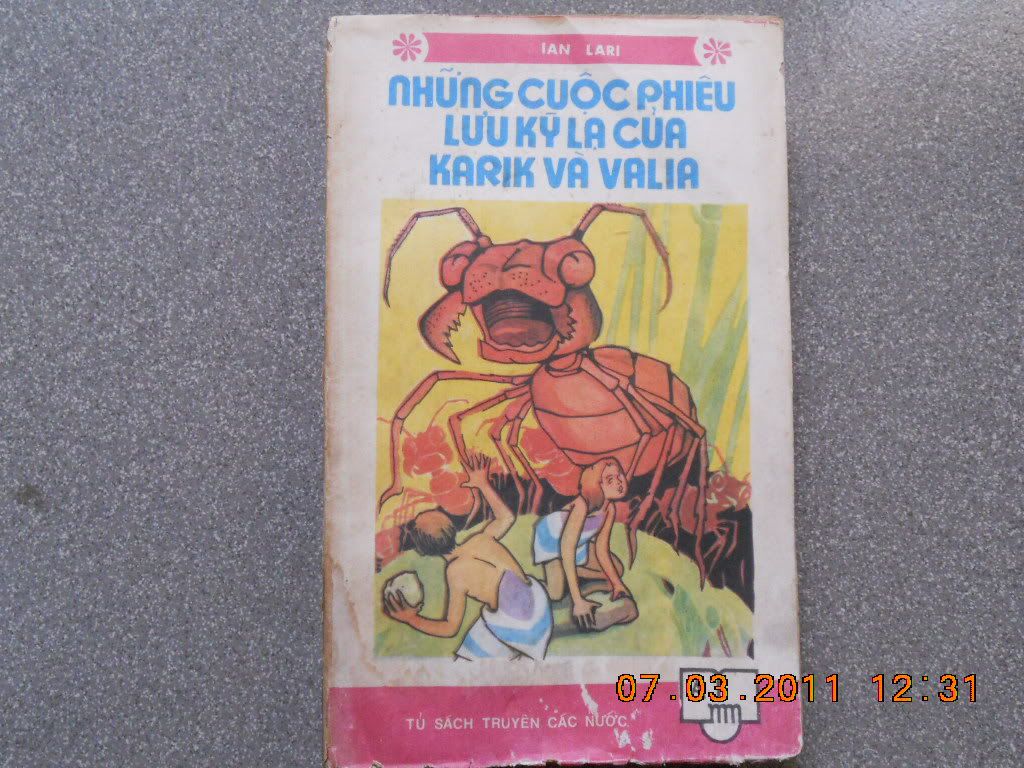 IAN LARI
NHỮNG CUỘC PHIÊU
LƯU KỲ LẠ CỦA
KARIK VÀ VALIA
TỦ SÁCH TRUYỆN CÁC NƯỚC
07.03.2011 12:31